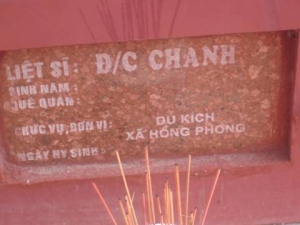 LIỆT SĨ: Đ/C CHANH
SINH NĂM:
QUÊ QUÁN:
CHỨC VỤ, ĐƠN VỊ: DU KÍCH
XÃ HỒNG PHONG
NGÀY HY SINH: